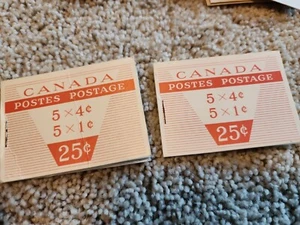 CANADA
POSTES POSTAGE
5 × 4¢
5 × 1¢
25¢
CANADA
POSTES POSTAGE
5 × 4¢
5 × 1¢
25¢